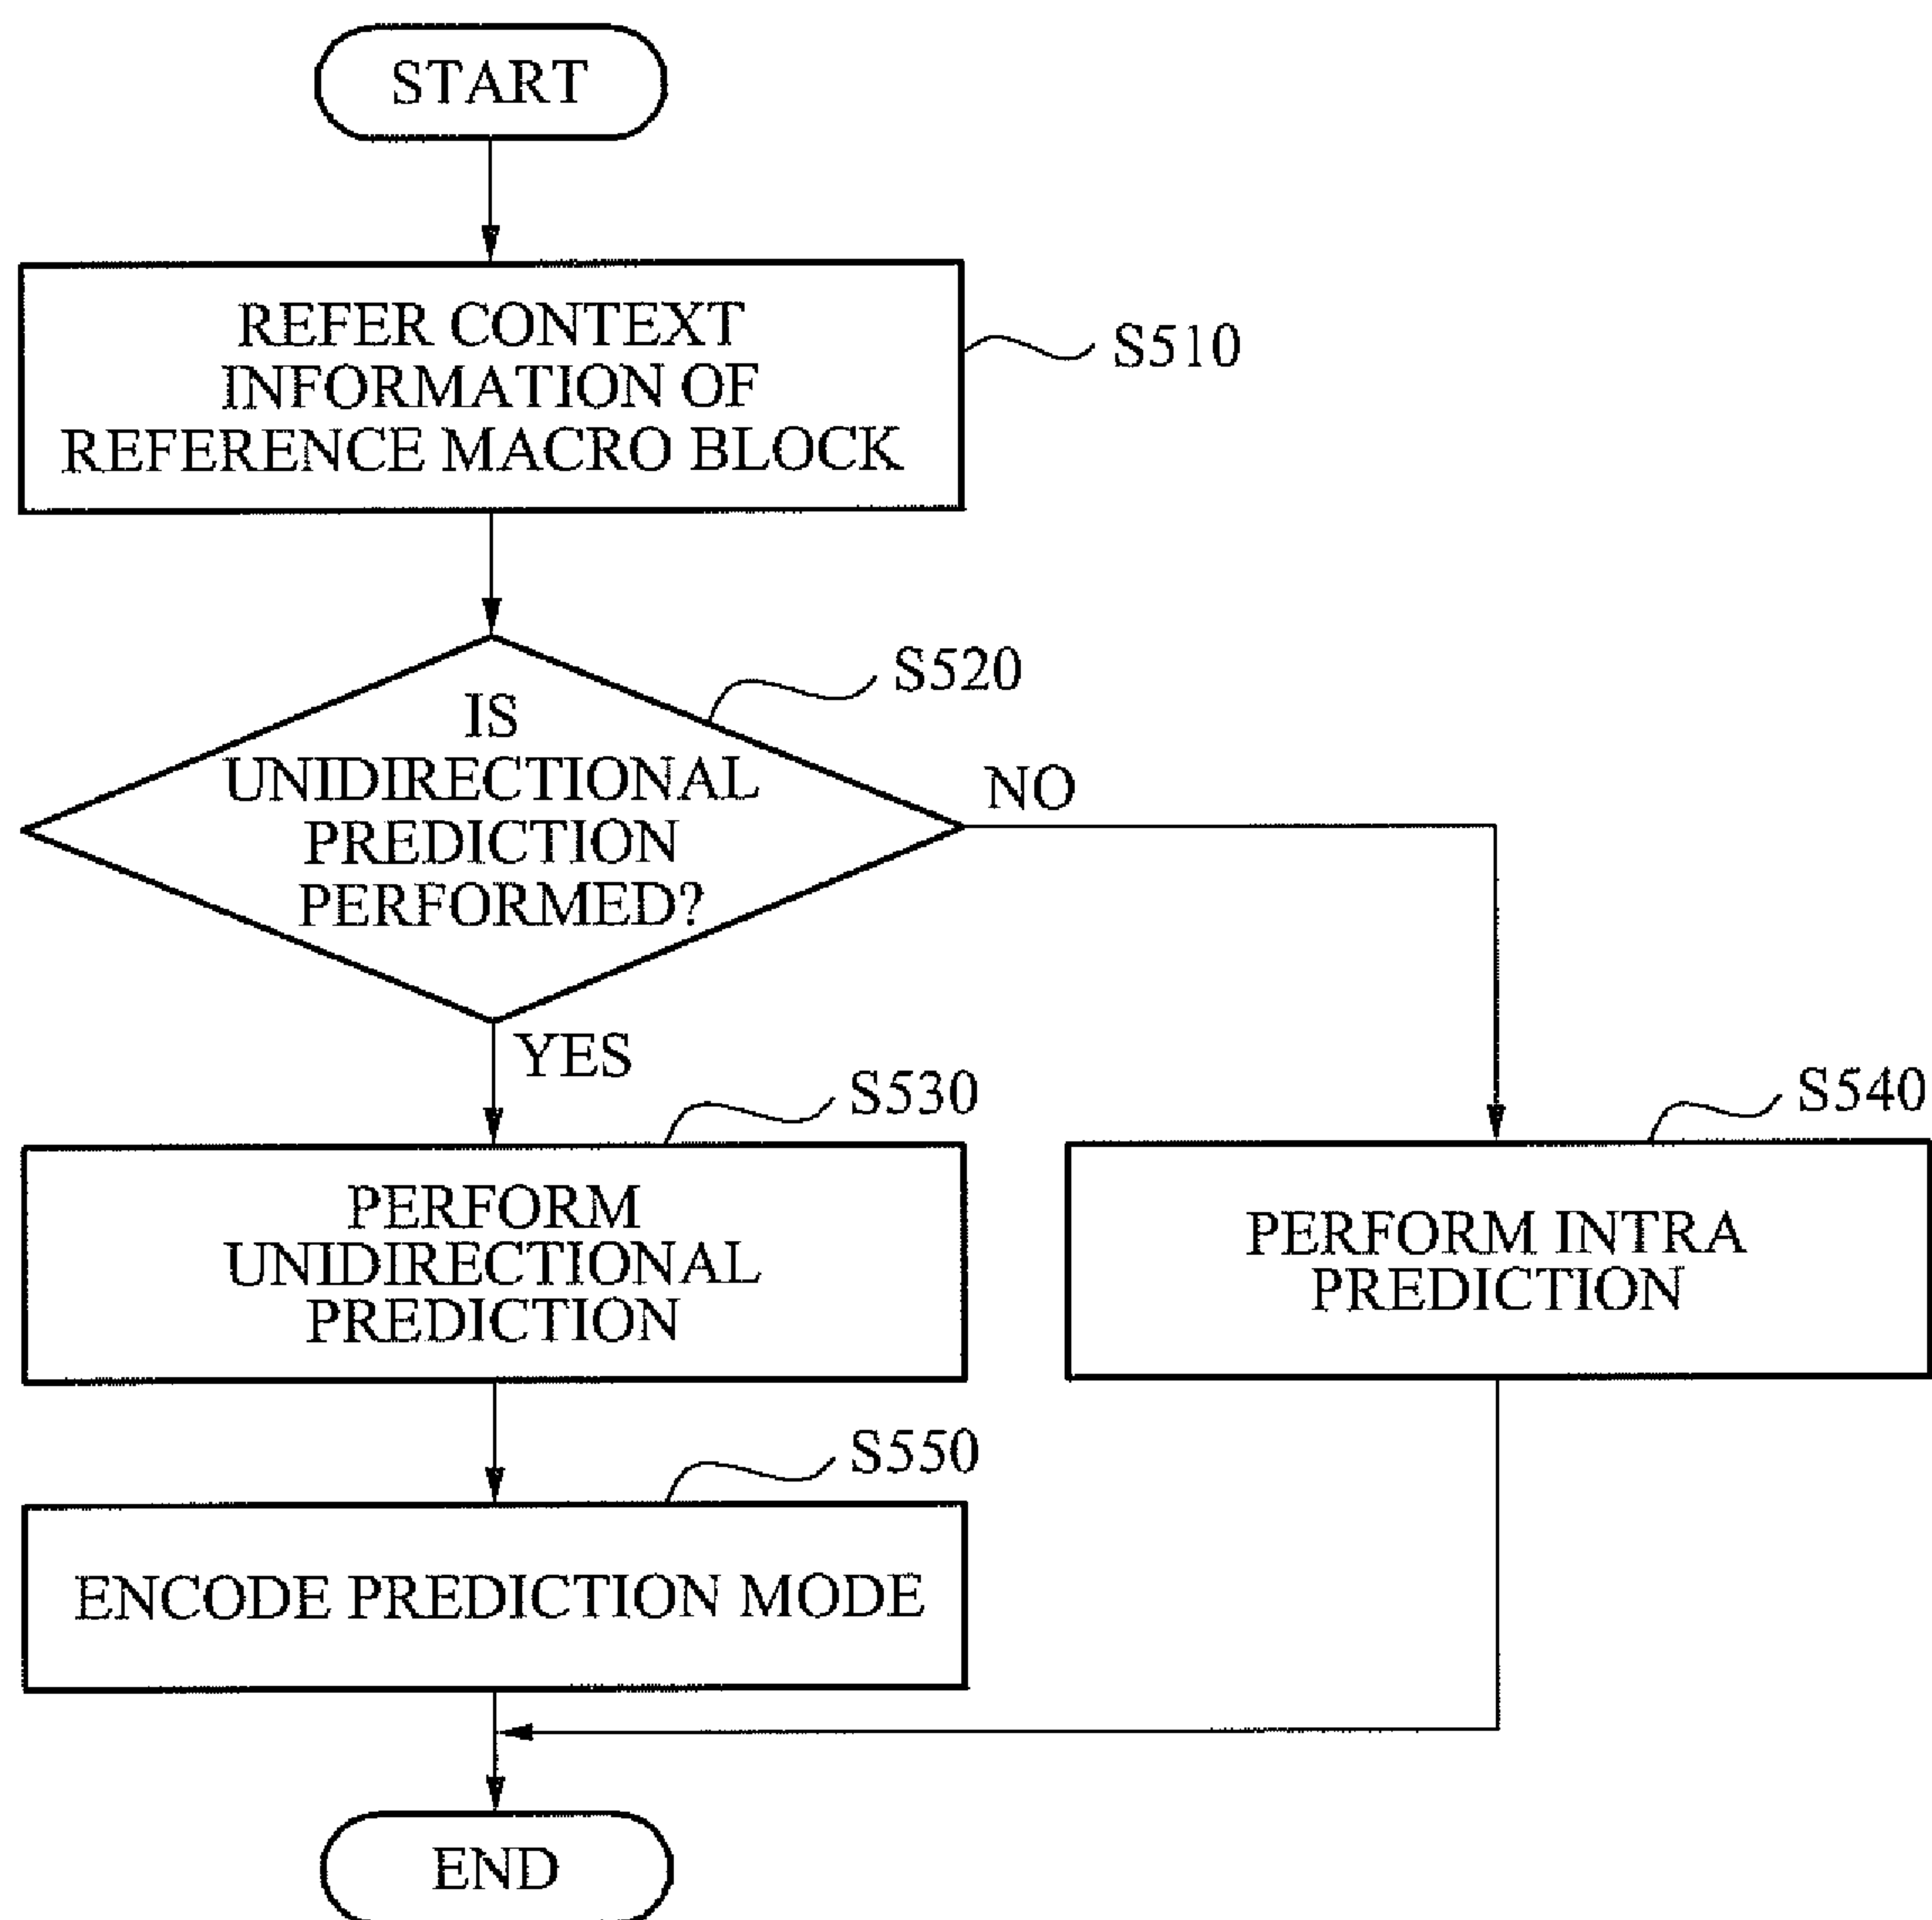 START
REFER CONTEXT
INFORMATION OF
REFERENCE MACRO BLOCK
S510
S520
IS
UNIDIRECTIONAL
PREDICTION
PERFORMED?
NO
YES
S530
PERFORM
UNIDIRECTIONAL
PREDICTION
S540
PERFORM INTRA
PREDICTION
S550
ENCODE PREDICTION MODE
END